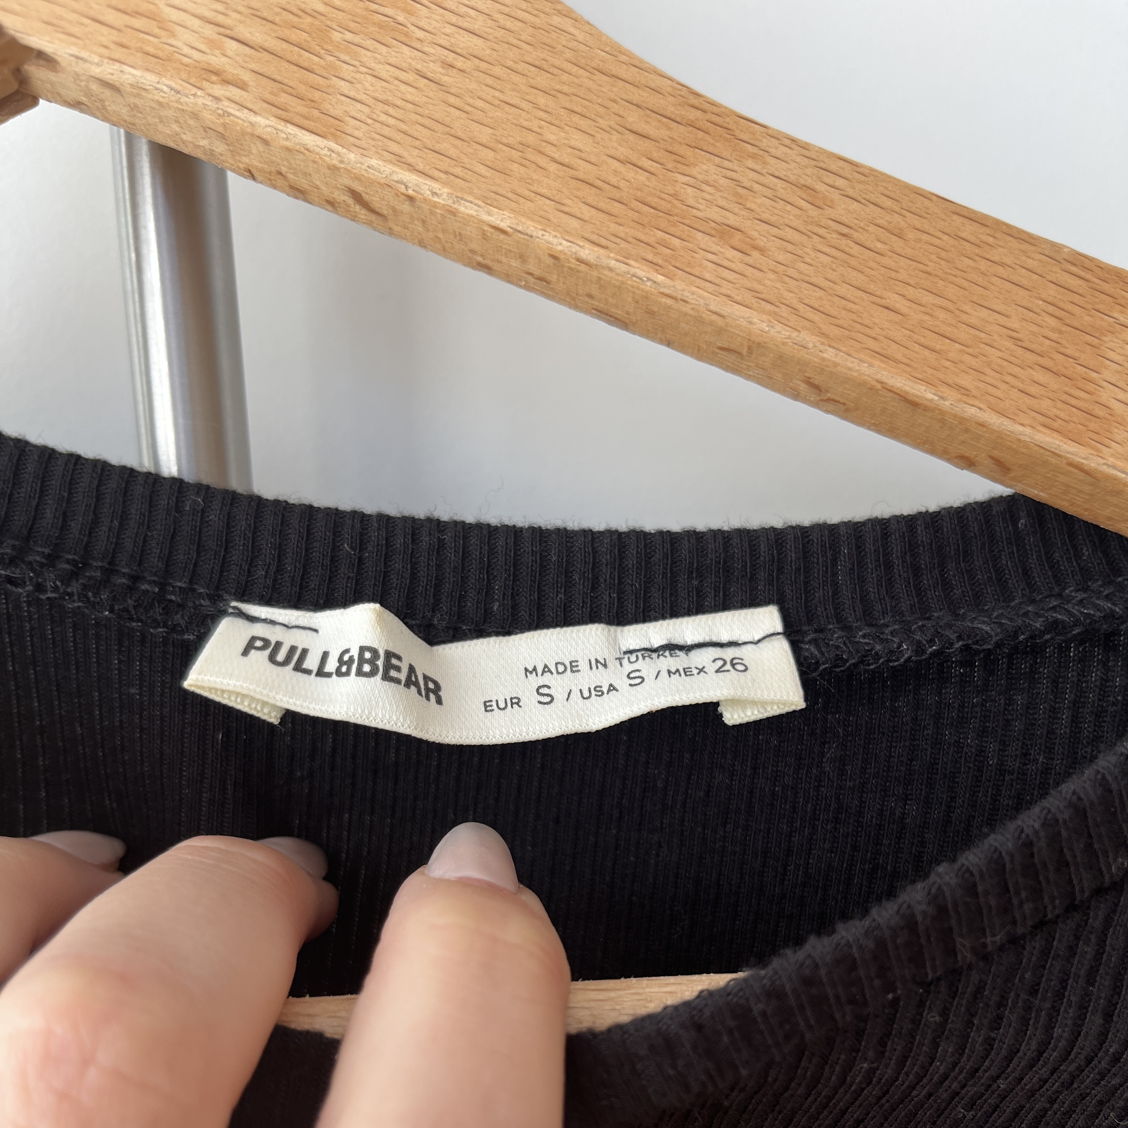 PULL&BEAR
MADE IN TURKEY
EUR S / USA S / MEX 26